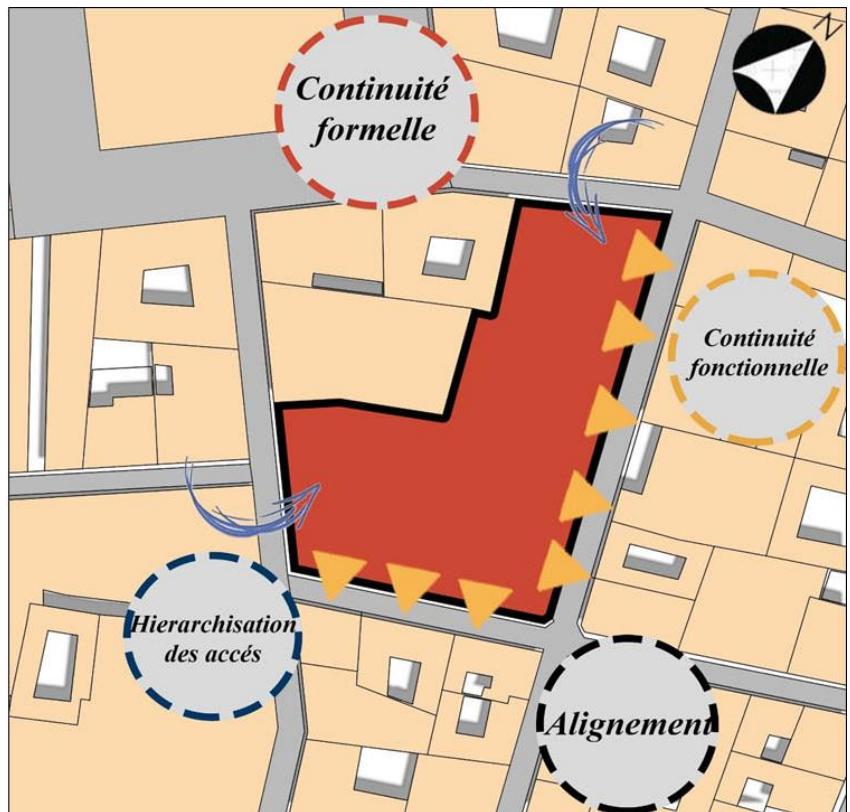 N
Continuité
formelle
Continuité
fonctionnelle
Hierarchisation
des accés
Alignement